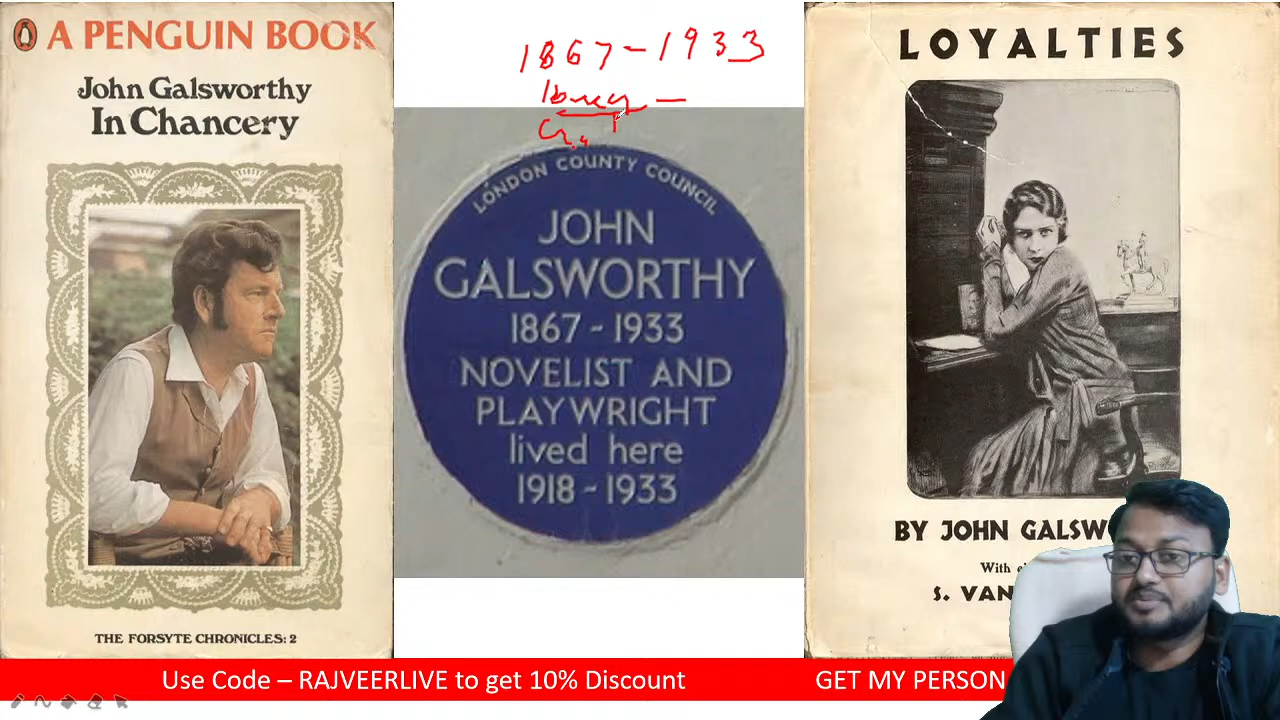 A PENGUIN BOOK
John Galsworthy
In Chancery
THE FORSYTE CHRONICLES: 2
1867-1933
LONDON COUNTY COUNCIL
JOHN
GALSWORTHY
1867-1933
NOVELIST AND
PLAYWRIGHT
lived here
1918-1933
LOYALTIES
BY JOHN GALSW
With
S. VAN
Use Code – RAJVEERLIVE to get 10% Discount
GET MY PERSON